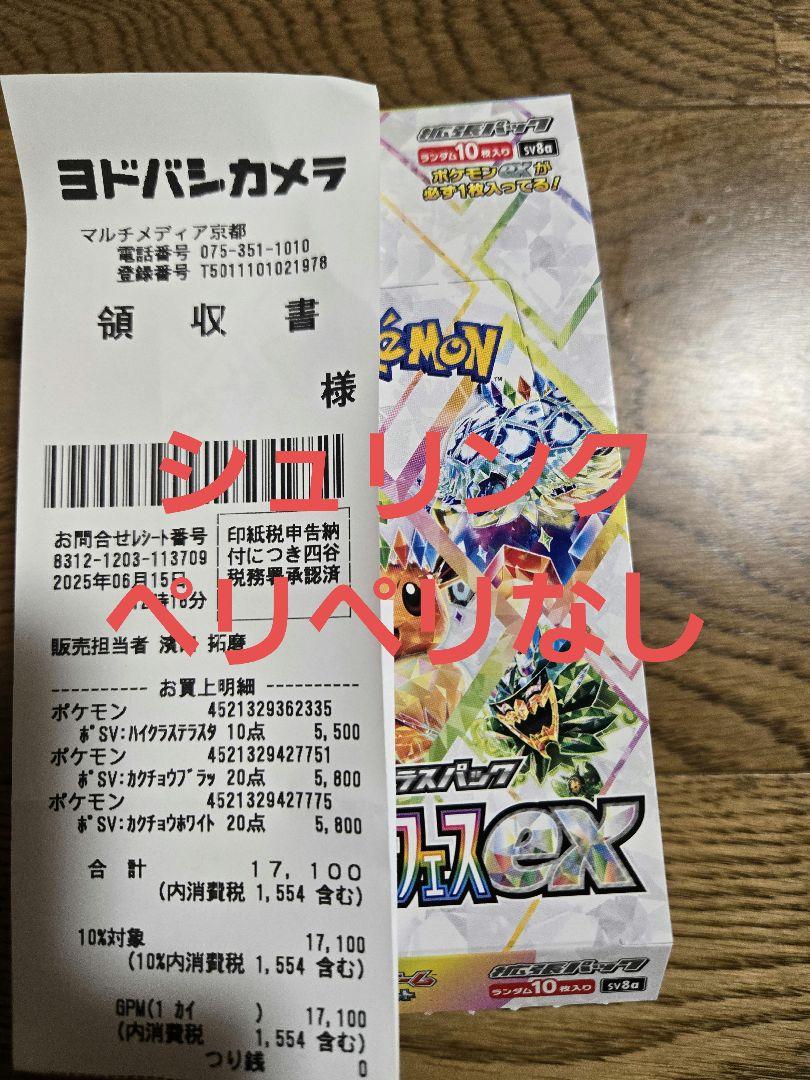 ヨドバシカメラ
マルチメディア京都
電話番号 075-351-1010
登録番号 T5011101021978
領 収 書
様
お問合せﾚｼｰﾄ番号
8312-1203-113709
2025年06月15日
時16分
印紙税申告納
付につき四谷
税務署承認済
販売担当者 濱 拓磨
---------- お買上明細 ----------
ポケモン 4521329362335
ﾎﾟSV:ﾊｲｸﾗｽﾃﾗｽﾀ 10点 5,500
ポケモン 4521329427751
ﾎﾟSV:ｶｸﾁｮｳﾌﾞﾗｯ 20点 5,800
ポケモン 4521329427775
ﾎﾟSV:ｶｸﾁｮｳﾎﾜｲﾄ 20点 5,800
合 計 17,100
(内消費税 1,554 含む)
10%対象 17,100
(10%内消費税 1,554 含む)
GPM(1 ｶｲ ) 17,100
(内消費税 1,554 含む)
つり銭 0
拡張パック
ランダム10枚入り SV8a
ポケモンexが
必ず1枚入ってる!
POKéMON
ラスパック
フェスex
ーム
拡張パック
ランダム10枚入り SV8a
シュリンク
ペリペリなし